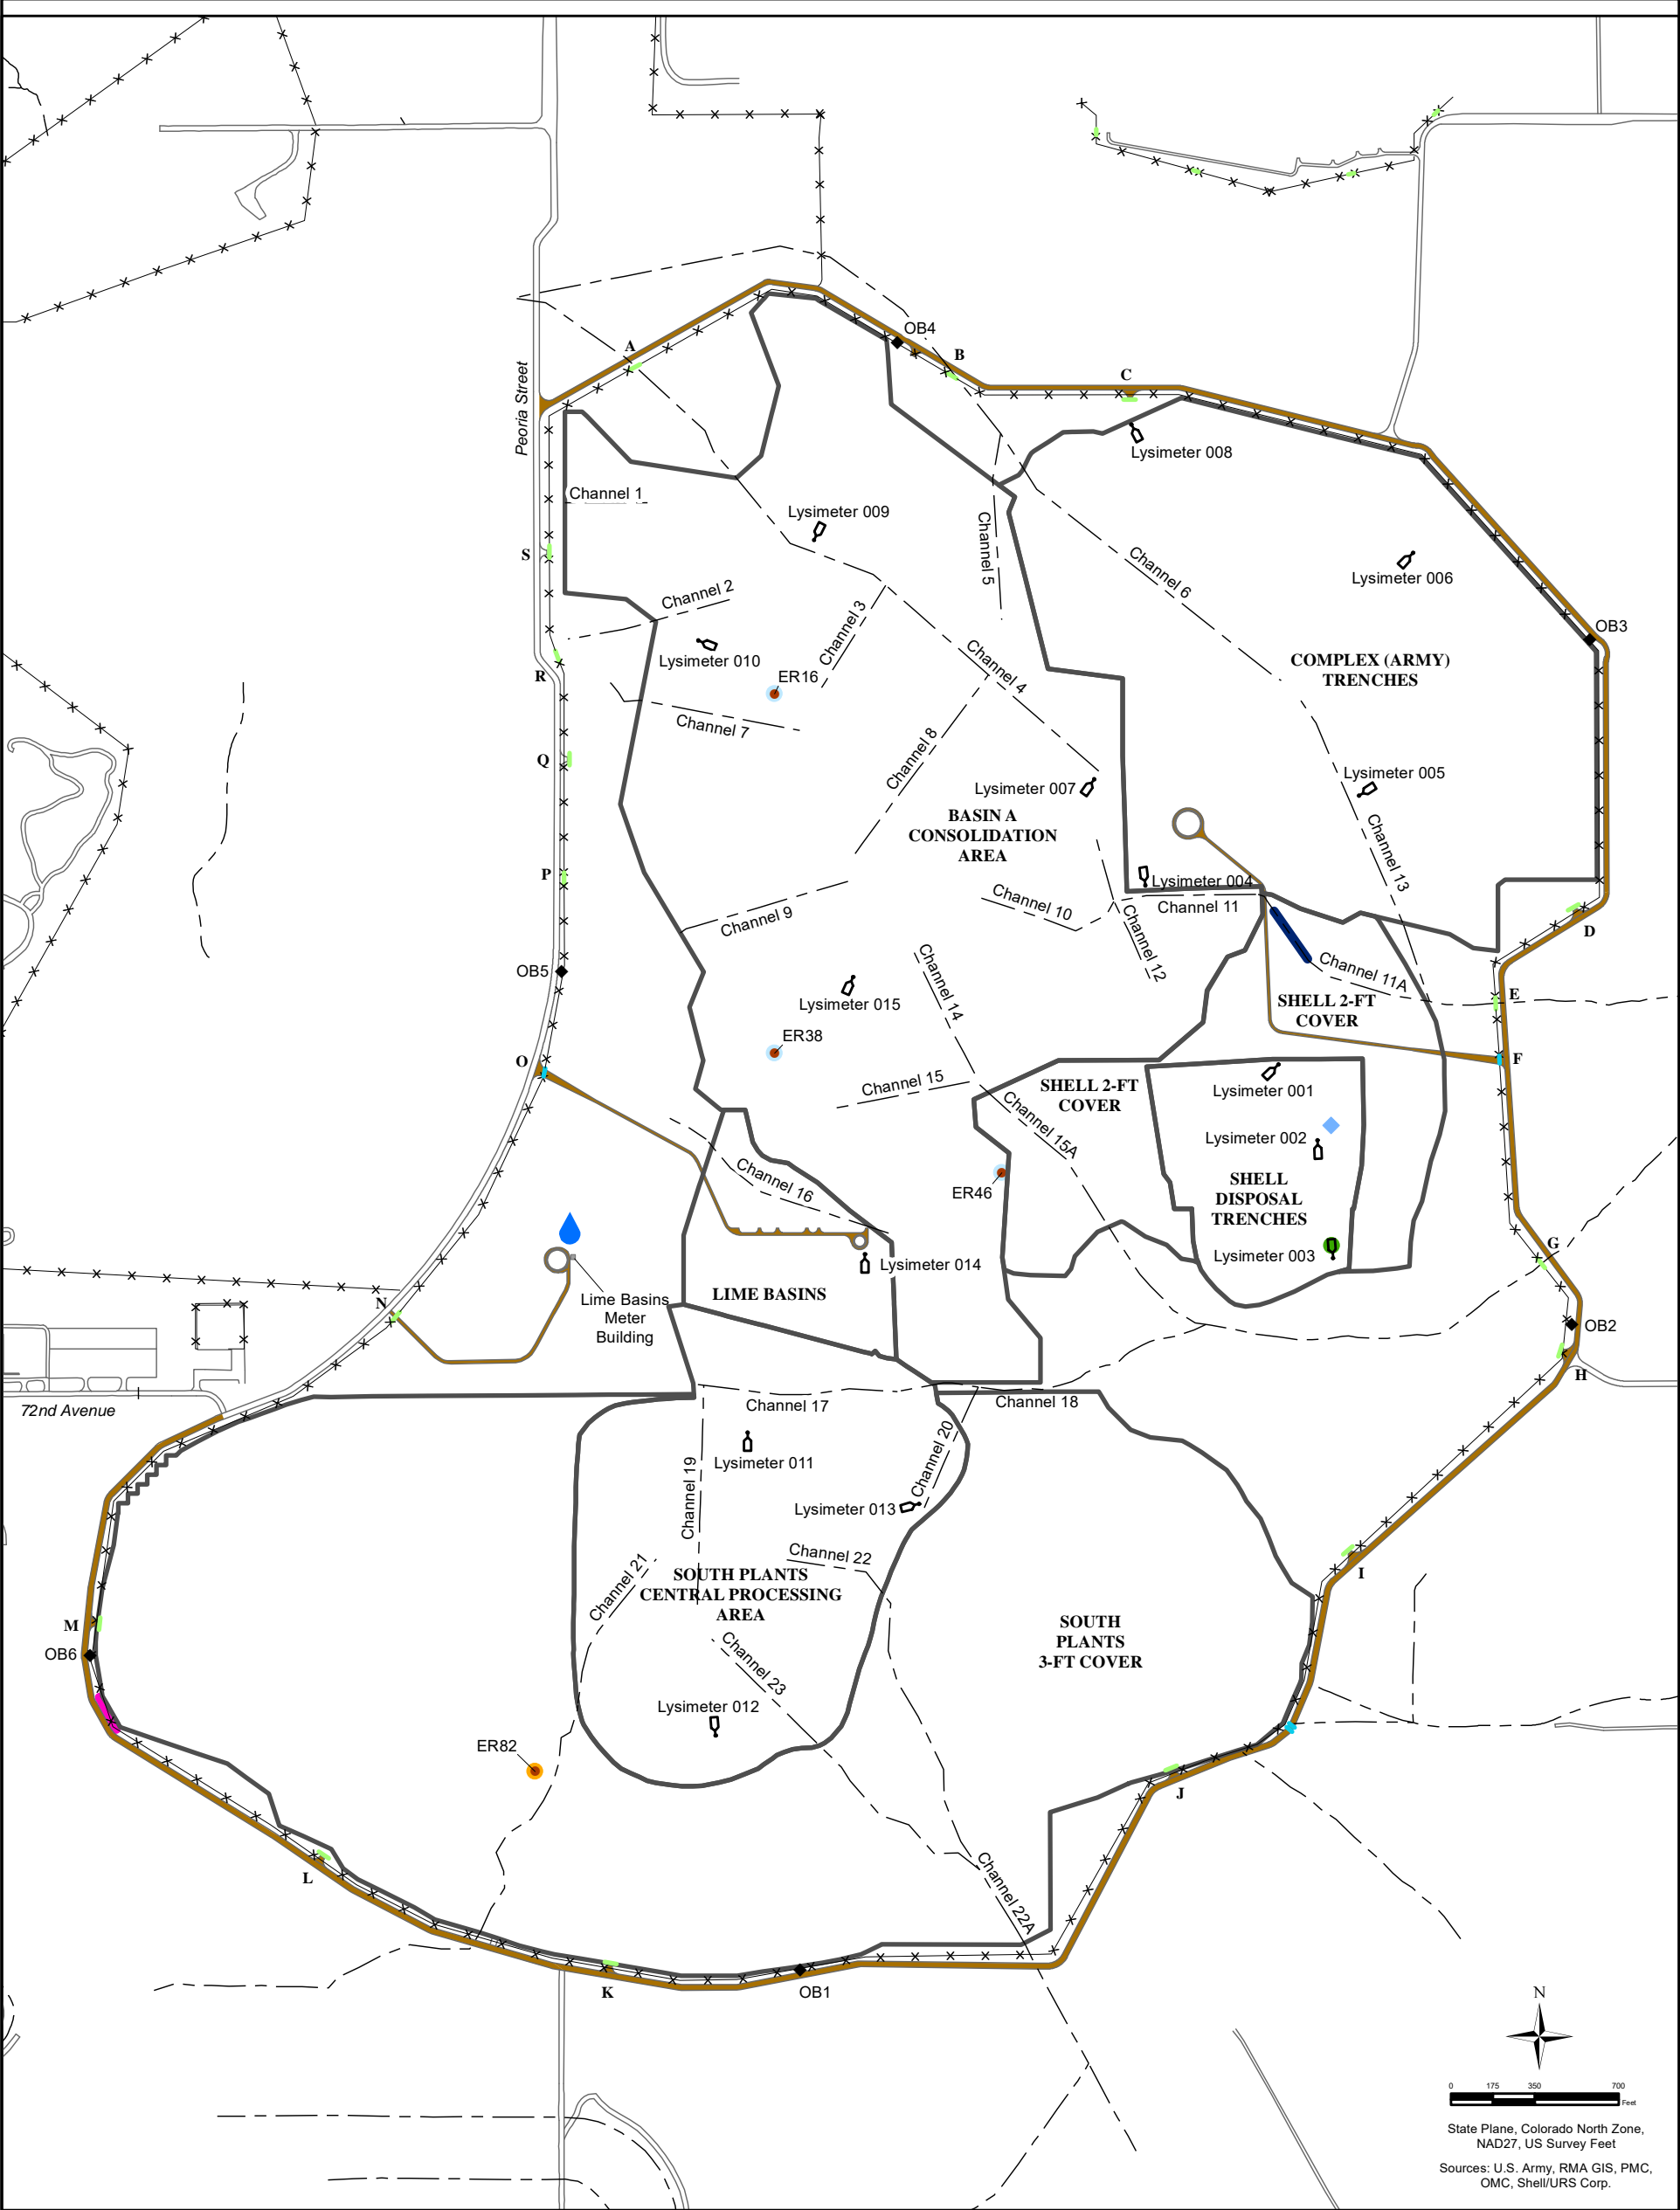 OB4
A
B
C
Peoria Street
Lysimeter 008
Channel 1
Lysimeter 009
Channel 5
S
Channel 6
Lysimeter 006
Channel 2
Channel 3
OB3
Lysimeter 010
Channel 4
COMPLEX (ARMY)
TRENCHES
R
ER16
Channel 7
Channel 8
Q
Lysimeter 007
Lysimeter 005
BASIN A
CONSOLIDATION
AREA
Channel 13
P
Lysimeter 004
Channel 10
Channel 11
Channel 9
Channel 12
D
OB5
Channel 14
Channel 11A
Lysimeter 015
SHELL 2-FT
COVER
E
ER38
O
F
Channel 15
SHELL 2-FT
COVER
Lysimeter 001
Channel 15A
Lysimeter 002
Channel 16
ER46
SHELL
DISPOSAL
TRENCHES
G
Lysimeter 003
Lysimeter 014
N
LIME BASINS
Lime Basins
Meter
Building
OB2
H
72nd Avenue
Channel 17
Channel 18
Channel 20
Lysimeter 011
Channel 19
Lysimeter 013
Channel 22
Channel 21
SOUTH PLANTS
CENTRAL PROCESSING
AREA
I
M
SOUTH
PLANTS
3-FT COVER
OB6
Channel 23
Lysimeter 012
ER82
J
L
Channel 22A
K
OB1
N
0 175 350 700
Feet
State Plane, Colorado North Zone,
NAD27, US Survey Feet
Sources: U.S. Army, RMA GIS, PMC,
OMC, Shell/URS Corp.